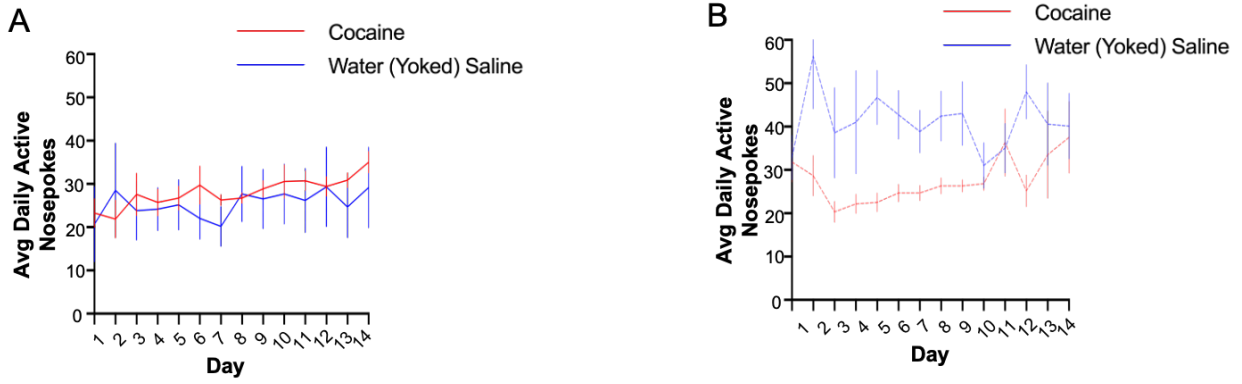 A
Cocaine
Water (Yoked) Saline
60
50
40
30
20
10
0
Avg Daily Active
Nosepokes
1 2 3 4 5 6 7 8 9 10 11 12 13 14
Day
B
Cocaine
Water (Yoked) Saline
60
50
40
30
20
10
0
Avg Daily Active
Nosepokes
1 2 3 4 5 6 7 8 9 10 11 12 13 14
Day